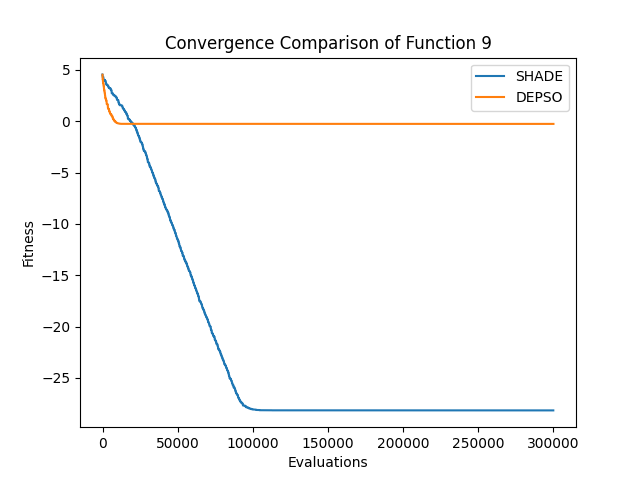 Convergence Comparison of Function 9
SHADE
DEPSO
5
0
−5
−10
−15
−20
−25
Fitness
0 50000 100000 150000 200000 250000 300000
Evaluations